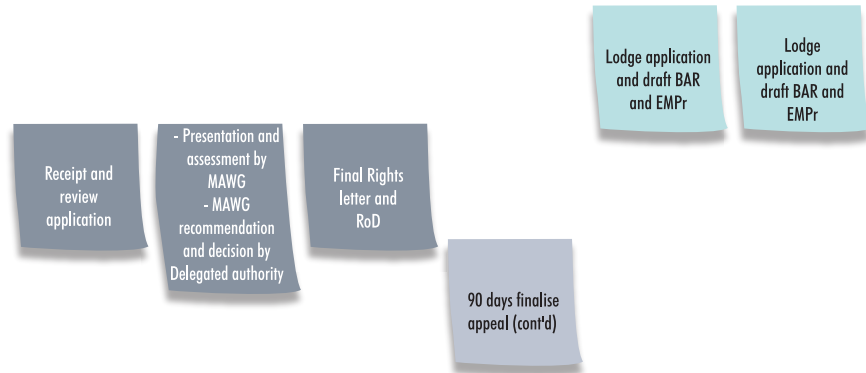 Lodge application
and draft BAR
and EMPr
Lodge
application and
draft BAR and
EMPr
Receipt and
review
application
- Presentation and
assessment by
MAWG
- MAWG
recommendation
and decision by
Delegated authority
Final Rights
letter and
RoD
90 days finalise
appeal (cont'd)